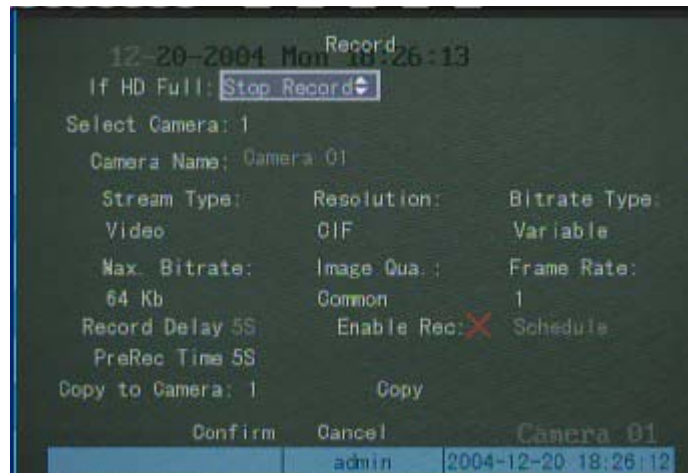 Record
12-20-2004 Mon 18:26:13
If HD Full: Stop Record
Select Camera: 1
Camera Name: Camera 01
Stream Type: Resolution: Bitrate Type:
Video CIF Variable
Max. Bitrate: Image Qua.: Frame Rate:
64 Kb Common 1
Record Delay 5S Enable Rec: Schedule
PreRec Time 5S
Copy to Camera: 1 Copy
Confirm Cancel Camera 01
admin 2004-12-20 18:26:12